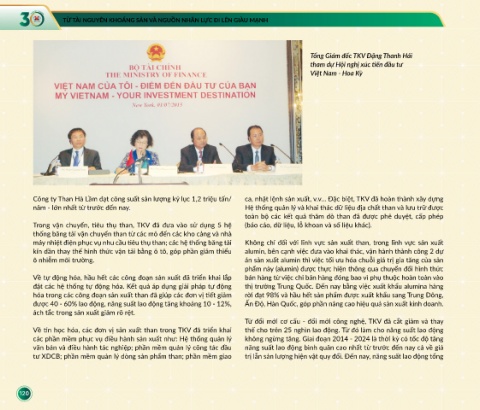 30 TỪ TÀI NGUYÊN KHOÁNG SẢN VÀ NGUỒN NHÂN LỰC ĐI LÊN GIÀU MẠNH
BỘ TÀI CHÍNH
THE MINISTRY OF FINANCE
VIỆT NAM CỦA TÔI - ĐIỂM ĐẾN ĐẦU TƯ CỦA BẠN
MY VIETNAM - YOUR INVESTMENT DESTINATION
New York,
Tổng Giám đốc TKV Đặng Thanh Hải
tham dự Hội nghị xúc tiến đầu tư
Việt Nam - Hoa Kỳ
Công ty Than Hà Lầm đạt công suất sản lượng kỷ lục 1,2 triệu tấn/
năm - lớn nhất từ trước đến nay.
Trong vận chuyển, tiêu thụ than, TKV đã đưa vào sử dụng 5 hệ
thống băng tải vận chuyển than từ các mỏ đến các kho cảng và nhà
máy nhiệt điện phục vụ nhu cầu tiêu thụ than; các hệ thống băng tải
kín dần thay thế hình thức vận tải bằng ô tô, góp phần giảm thiểu
ô nhiễm môi trường.
Về tự động hóa, hầu hết các công đoạn sản xuất đã triển khai lắp
đặt các hệ thống tự động hóa. Kết quả áp dụng giải pháp tự động
hóa trong các công đoạn sản xuất than đã giúp các đơn vị tiết giảm
được 40 - 60% lao động, năng suất lao động tăng khoảng 10 - 12%,
ách tắc trong sản xuất giảm rõ rệt.
Về tin học hóa, các đơn vị sản xuất than trong TKV đã triển khai
các phần mềm phục vụ điều hành sản xuất như: Hệ thống quản lý
văn bản và điều hành tác nghiệp; phần mềm quản lý công tác đầu
tư XDCB; phần mềm quản lý dòng sản phẩm than; phần mềm giao
ca, nhật lệnh sản xuất, v.v... Đặc biệt, TKV đã hoàn thành xây dựng
Hệ thống quản lý và khai thác dữ liệu địa chất than và lưu trữ được
toàn bộ các kết quả thăm dò than đã được phê duyệt, cấp phép
(báo cáo, dữ liệu, lỗ khoan và số liệu khác).
Không chỉ đối với lĩnh vực sản xuất than, trong lĩnh vực sản xuất
alumin, bên cạnh việc đưa vào khai thác, vận hành thành công 2 dự
án sản xuất alumin thì việc tối ưu hóa chuỗi giá trị gia tăng của sản
phẩm này (alumin) được thực hiện thông qua chuyển đổi hình thức
bán hàng từ việc chỉ bán hàng đóng bao vì phụ thuộc hoàn toàn vào
thị trường Trung Quốc. Đến nay bằng việc xuất khẩu alumina hàng
rời đạt 98% và hầu hết sản phẩm được xuất khẩu sang Trung Đông,
Ấn Độ, Hàn Quốc, góp phần nâng cao hiệu quả sản xuất kinh doanh.
Từ đổi mới cơ cấu - đổi mới công nghệ, TKV đã cắt giảm và thay
thế cho trên 25 nghìn lao động. Từ đó làm cho năng suất lao động
không ngừng tăng. Giai đoạn 2014 - 2024 là thời kỳ có tốc độ tăng
năng suất lao động bình quân cao nhất từ trước đến nay cả về giá
trị lẫn sản lượng hiện vật quy đổi. Đến nay, năng suất lao động tổng
120